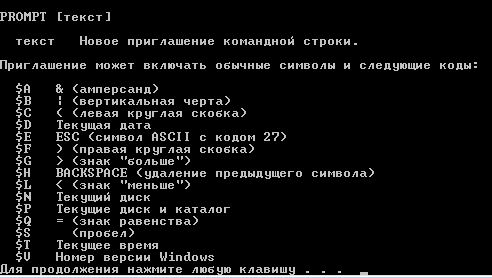 PROMPT [текст]
текст Новое приглашение командной строки.
Приглашение может включать обычные символы и следующие коды:
$A & (амперсанд)
$B ¦ (вертикальная черта)
$C ( (левая круглая скобка)
$D Текущая дата
$E ESC (символ ASCII с кодом 27)
$F ) (правая круглая скобка)
$G > (знак "больше")
$H BACKSPACE (удаление предыдущего символа)
$L < (знак "меньше")
$N Текущий диск
$P Текущие диск и каталог
$Q = (знак равенства)
$S (пробел)
$T Текущее время
$V Номер версии Windows
Для продолжения нажмите любую клавишу . . . _